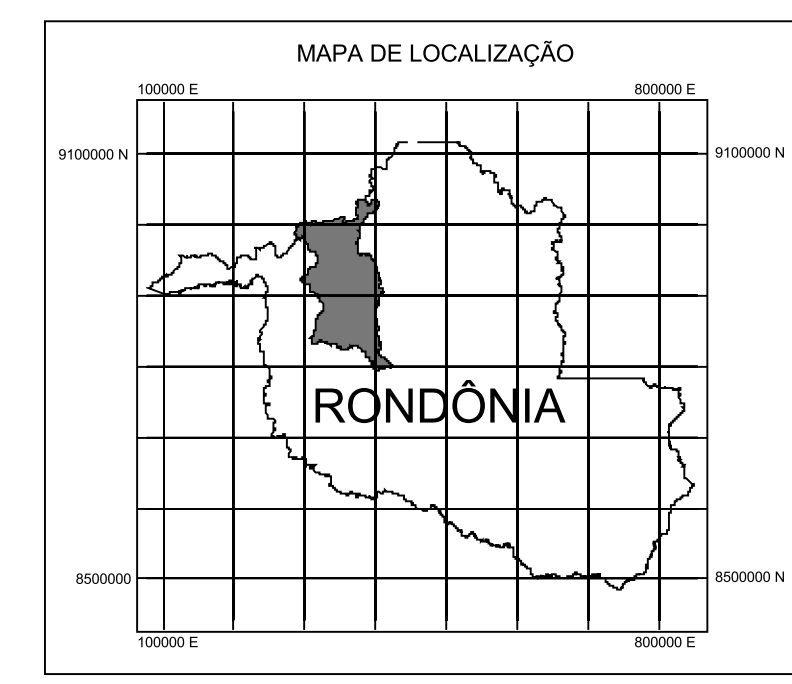 MAPA DE LOCALIZAÇÃO
100000 E
800000 E
9100000 N
9100000 N
RONDÔNIA
8500000
8500000 N
100000 E
800000 E